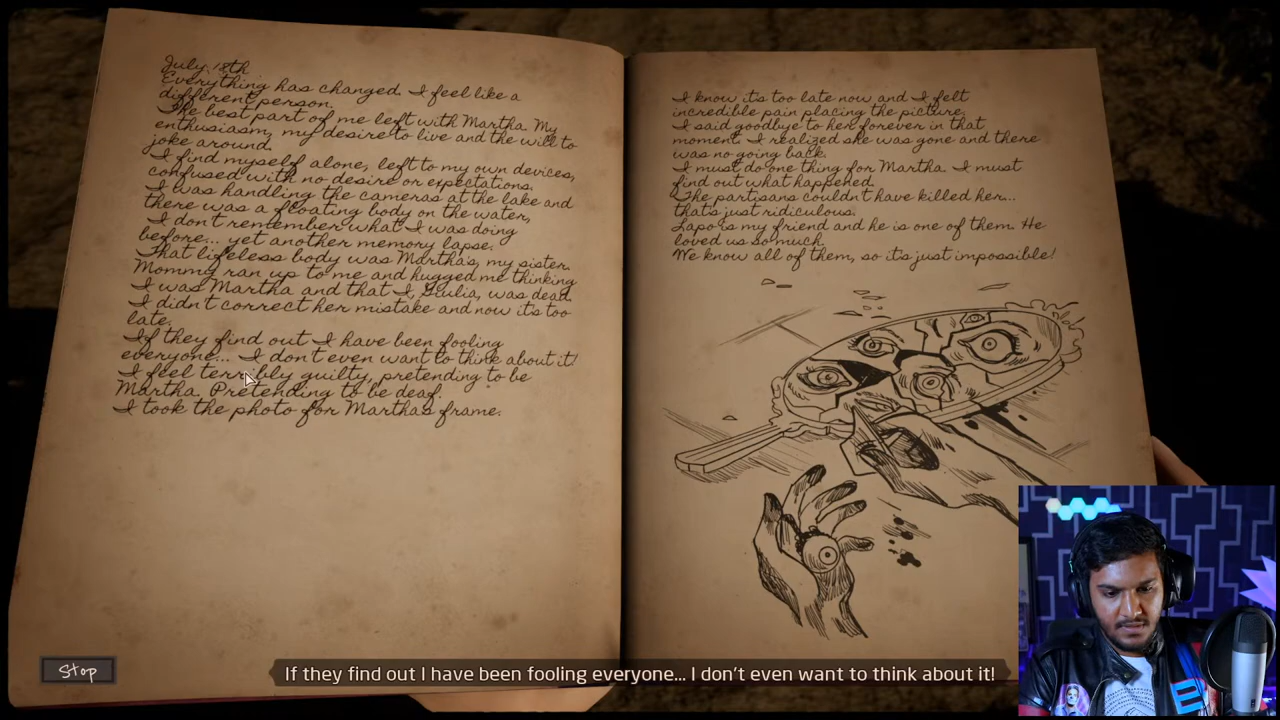 July 18th
Everything has changed. I feel like a
different person.
The best part of me left with Martha. My
enthusiasm, my desire to live and the will to
joke around.
I find myself alone, left to my own devices,
confused with no desire or expectations.
I was handling the cameras at the lake and
there was a floating body on the water,
I don't remember what I was doing
before... yet another memory lapse.
That lifeless body was Martha's, my sister.
Mommy ran up to me and hugged me thinking
I was Martha and that I, Giulia, was dead.
I didn't correct her mistake and now it's too
late.
If they find out I have been fooling
everyone... I don't even want to think about it!
I feel terribly guilty, pretending to be
Martha. Pretending to be deaf.
I took the photo for Martha's frame.
I know it's too late now and I felt
incredible pain placing the picture.
I said goodbye to her forever in that
moment. I realized she was gone and there
was no going back.
I must do one thing for Martha. I must
find out what happened.
The partisans couldn't have killed her...
that's just ridiculous.
Lapo is my friend and he is one of them. He
loved us so much.
We know all of them, so it's just impossible!
Stop
If they find out I have been fooling everyone... I don't even want to think about it!